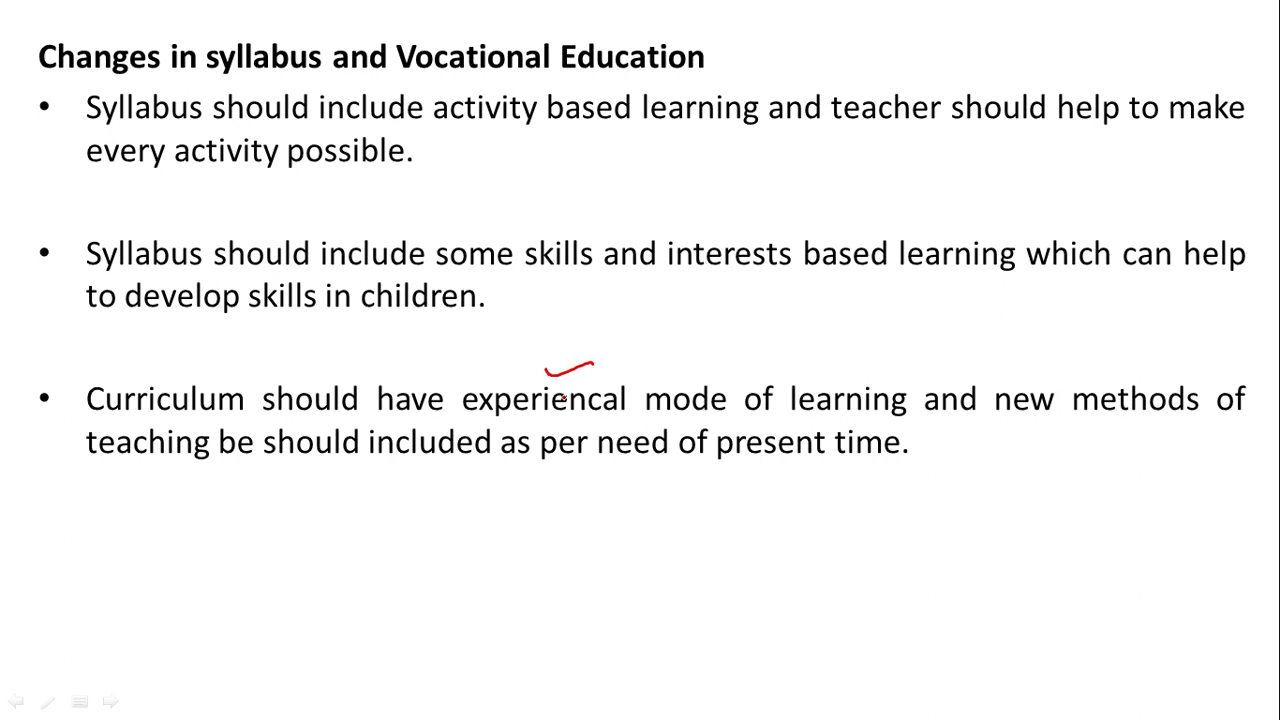 Changes in syllabus and Vocational Education
• Syllabus should include activity based learning and teacher should help to make
every activity possible.
• Syllabus should include some skills and interests based learning which can help
to develop skills in children.
• Curriculum should have experiencal mode of learning and new methods of
teaching be should included as per need of present time.